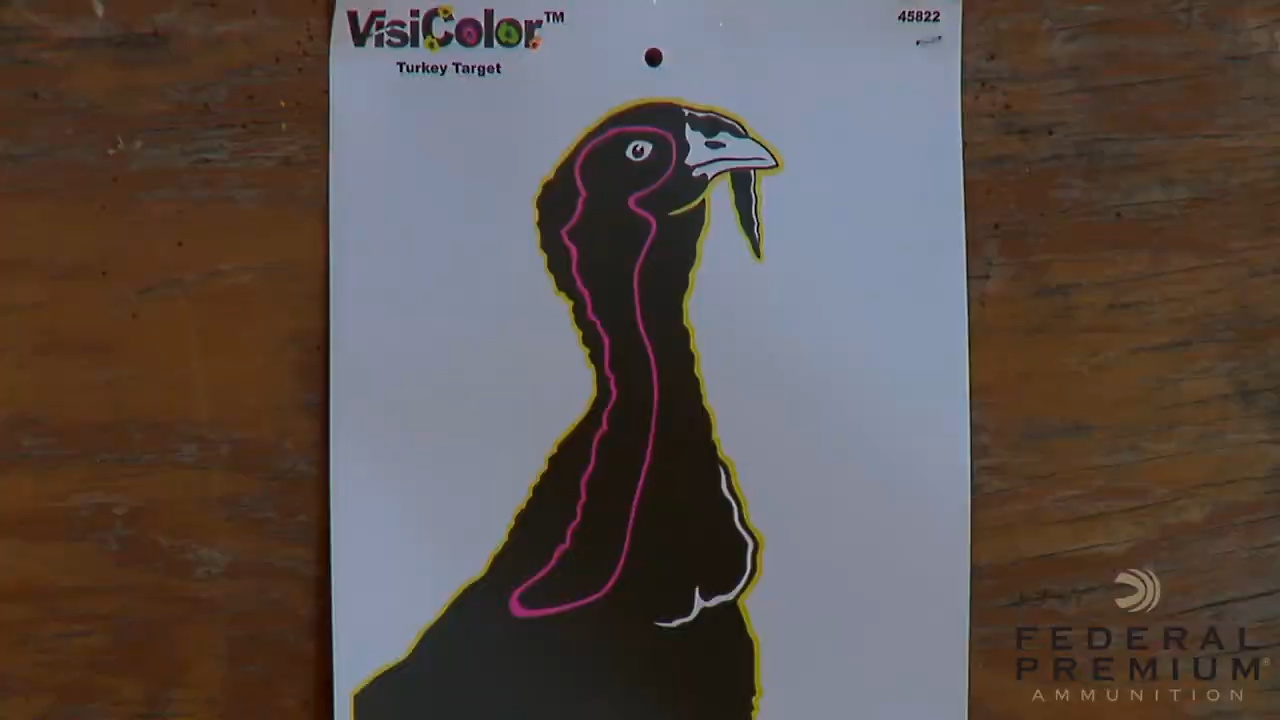 VisiColor™
Turkey Target
45822
FEDERAL
PREMIUM®
AMMUNITION